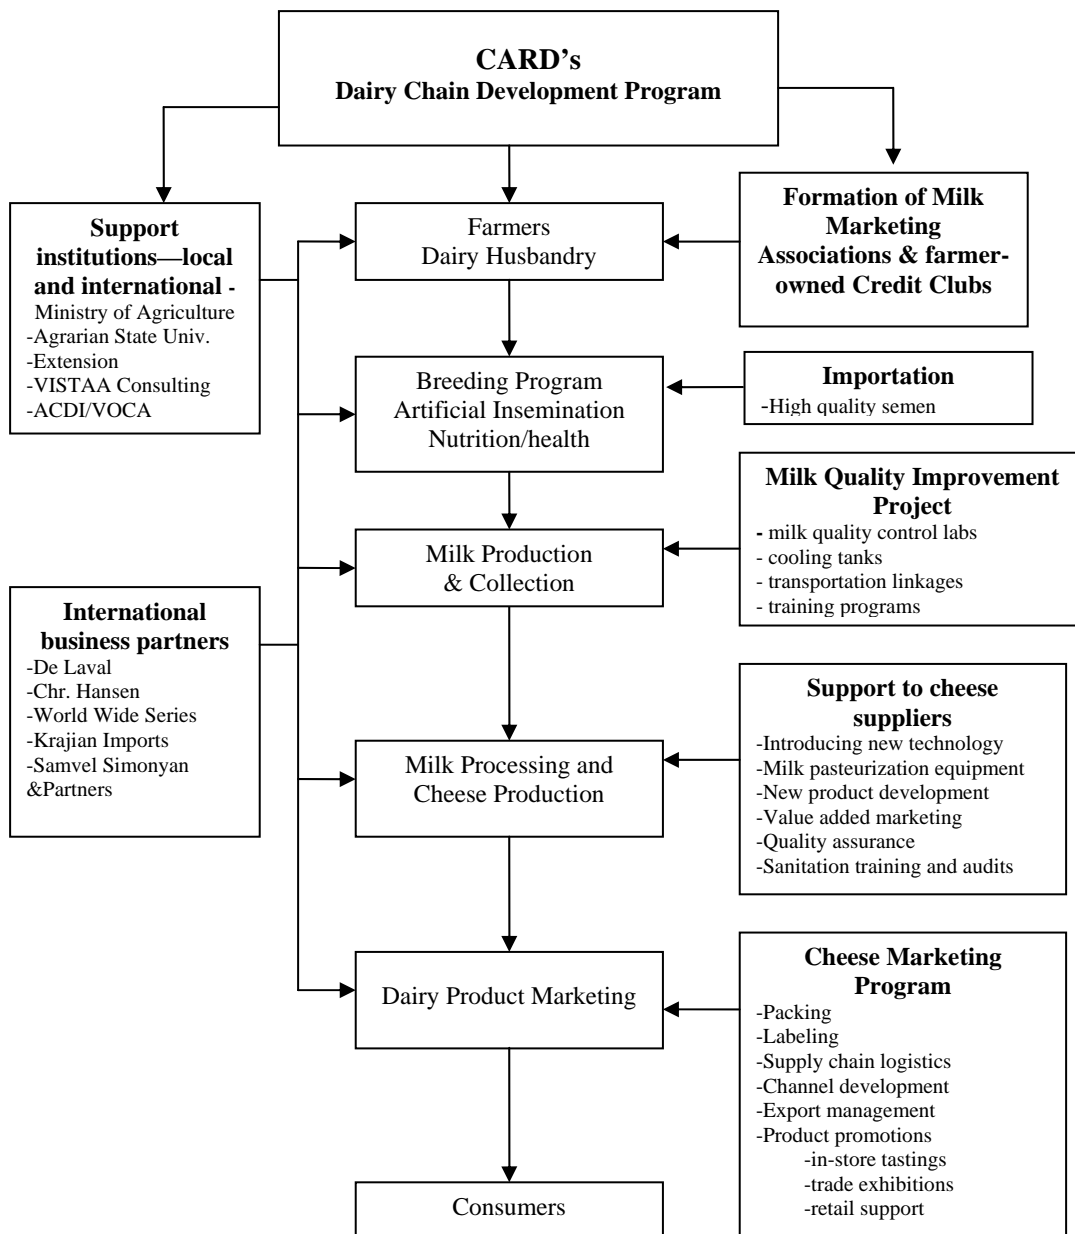 CARD's
Dairy Chain Development Program
Support
institutions—local
and international -
Ministry of Agriculture
-Agrarian State Univ.
-Extension
-VISTAA Consulting
-ACDI/VOCA
Farmers
Dairy Husbandry
Formation of Milk
Marketing
Associations & farmer-
owned Credit Clubs
Breeding Program
Artificial Insemination
Nutrition/health
Importation
-High quality semen
Milk Quality Improvement
Project
- milk quality control labs
- cooling tanks
- transportation linkages
- training programs
Milk Production
& Collection
International
business partners
-De Laval
-Chr. Hansen
-World Wide Series
-Krajian Imports
-Samvel Simonyan
&Partners
Support to cheese
suppliers
-Introducing new technology
-Milk pasteurization equipment
-New product development
-Value added marketing
-Quality assurance
-Sanitation training and audits
Milk Processing and
Cheese Production
Dairy Product Marketing
Cheese Marketing
Program
-Packing
-Labeling
-Supply chain logistics
-Channel development
-Export management
-Product promotions
-in-store tastings
-trade exhibitions
-retail support
Consumers